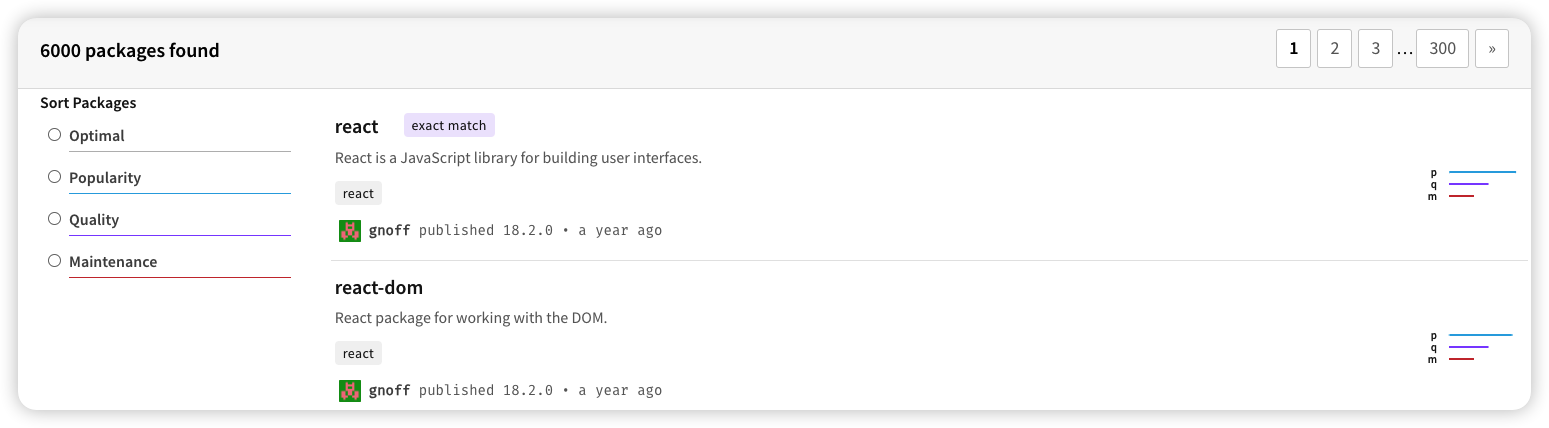 6000 packages found
1 2 3 ... 300 »
Sort Packages
Optimal
Popularity
Quality
Maintenance
react exact match
React is a JavaScript library for building user interfaces.
react
gnoff published 18.2.0 • a year ago
p
q
m
react-dom
React package for working with the DOM.
react
gnoff published 18.2.0 • a year ago
p
q
m